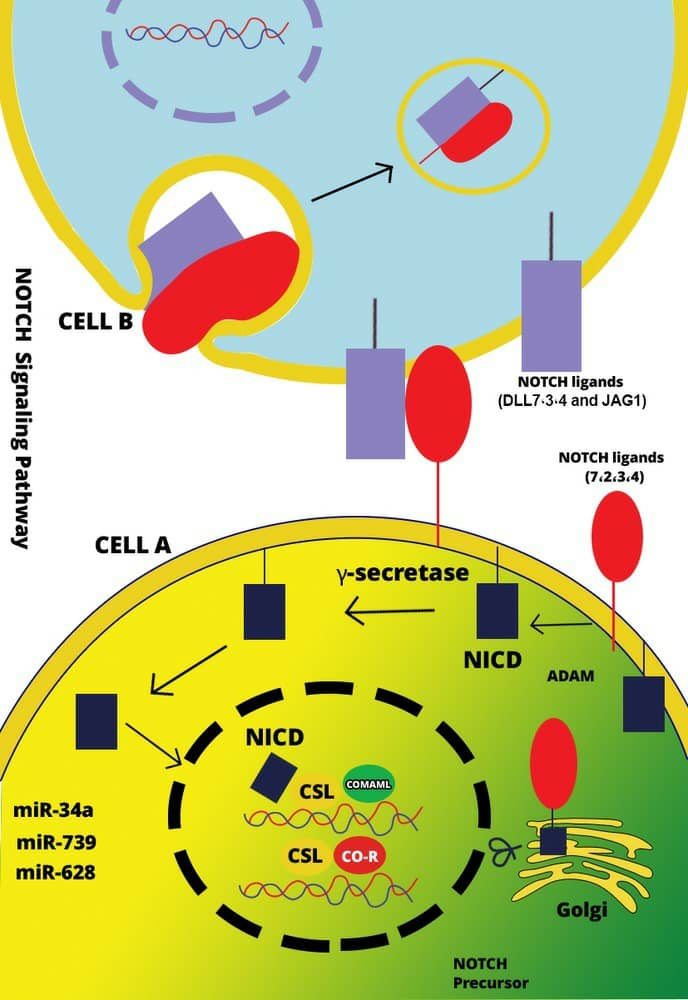 NOTCH Signaling Pathway
CELL B
NOTCH ligands
(DLL7،3،4 and JAG1)
NOTCH ligands
(7،2،3،4)
CELL A
γ-secretase
NICD
ADAM
NICD
CSL
COMAML
CSL
CO-R
miR-34a
miR-739
miR-628
Golgi
NOTCH
Precursor